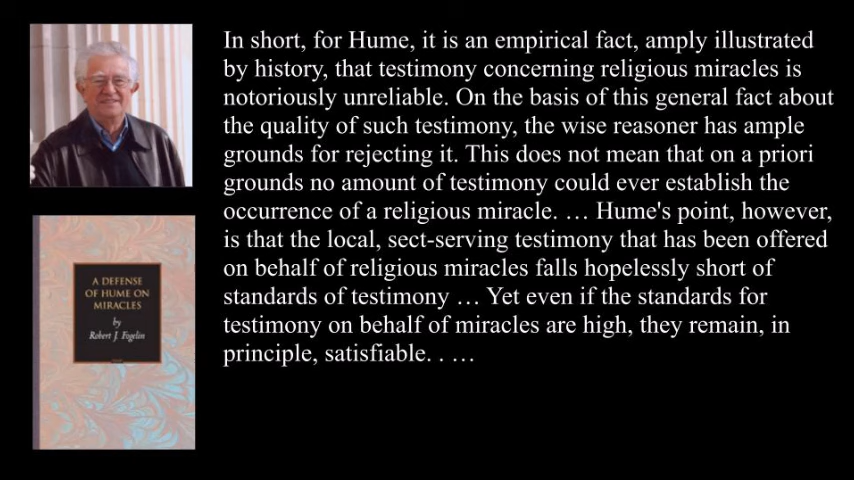 In short, for Hume, it is an empirical fact, amply illustrated
by history, that testimony concerning religious miracles is
notoriously unreliable. On the basis of this general fact about
the quality of such testimony, the wise reasoner has ample
grounds for rejecting it. This does not mean that on a priori
grounds no amount of testimony could ever establish the
occurrence of a religious miracle. … Hume's point, however,
is that the local, sect-serving testimony that has been offered
on behalf of religious miracles falls hopelessly short of
standards of testimony … Yet even if the standards for
testimony on behalf of miracles are high, they remain, in
principle, satisfiable. . …
A DEFENSE
OF HUME ON
MIRACLES
by
Robert J. Fogelin